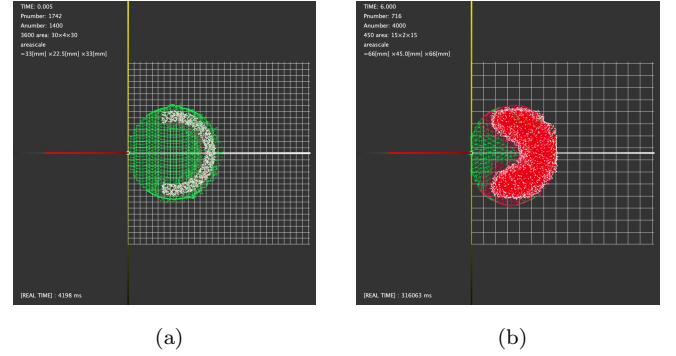 TIME: 0.005
Pnumber: 1742
Anumber: 1400
3600 area: 30×4×30
areascale
=33[mm] ×22.5[mm] ×33[mm]
[REAL TIME] : 4198 ms
(a)
TIME: 6.000
Pnumber: 716
Anumber: 4000
450 area: 15×2×15
areascale
=66[mm] ×45.0[mm] ×66[mm]
[REAL TIME] : 316063 ms
(b)